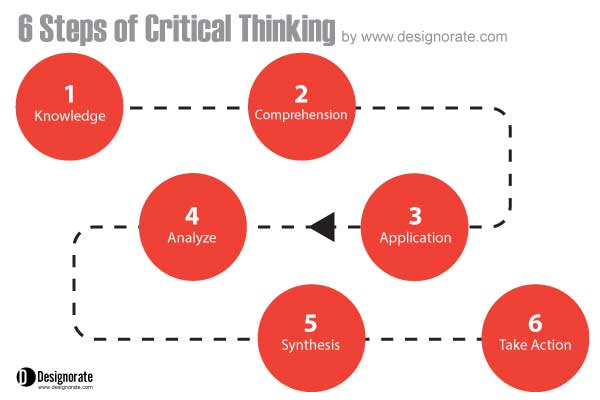 6 Steps of Critical Thinking by www.designorate.com
1
Knowledge
2
Comprehension
3
Application
4
Analyze
5
Synthesis
6
Take Action
D Designorate
www.designorate.com